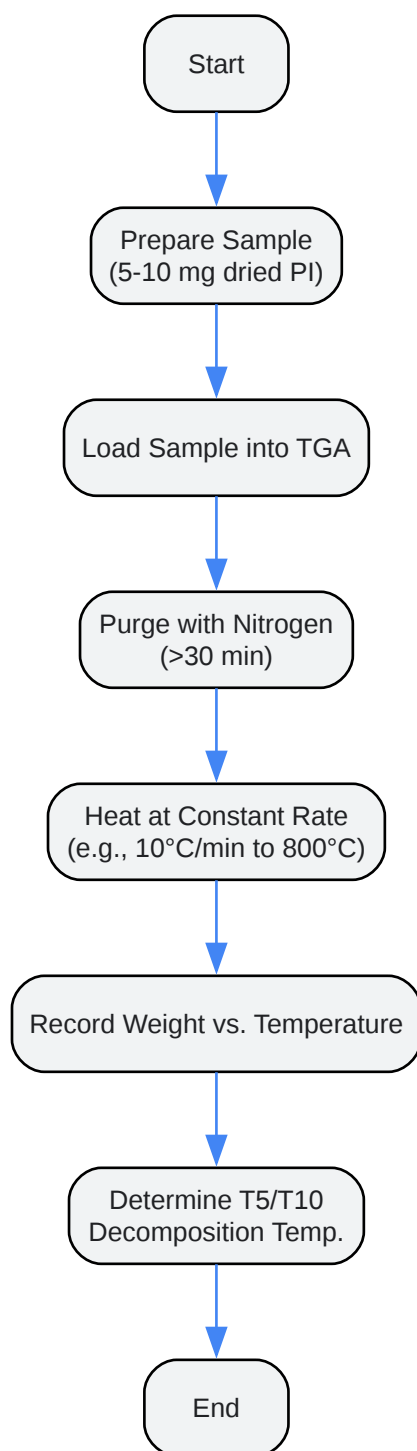 Start
Prepare Sample
(5-10 mg dried PI)
Load Sample into TGA
Purge with Nitrogen
(>30 min)
Heat at Constant Rate
(e.g., 10°C/min to 800°C)
Record Weight vs. Temperature
Determine T5/T10
Decomposition Temp.
End